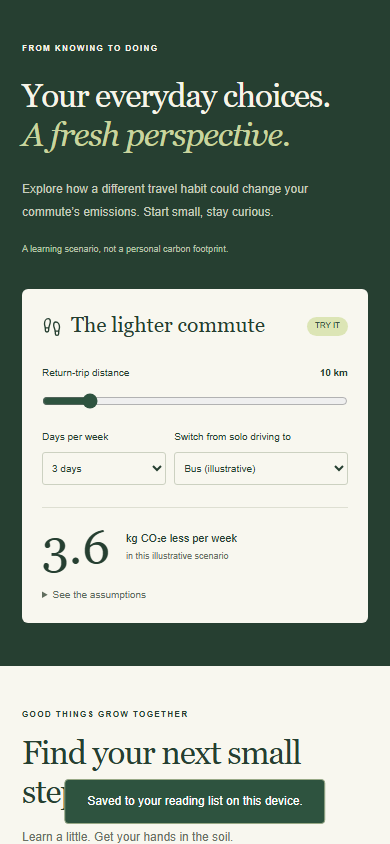 FROM KNOWING TO DOING
Your everyday choices.
A fresh perspective.
Explore how a different travel habit could change your
commute's emissions. Start small, stay curious.
A learning scenario, not a personal carbon footprint.
The lighter commute
TRY IT
Return-trip distance
10 km
Days per week
Switch from solo driving to
3 days
Bus (illustrative)
3.6
kg CO₂e less per week
in this illustrative scenario
See the assumptions
GOOD THINGS GROW TOGETHER
Find your next small
Saved to your reading list on this device.
Learn a little. Get your hands in the soil.